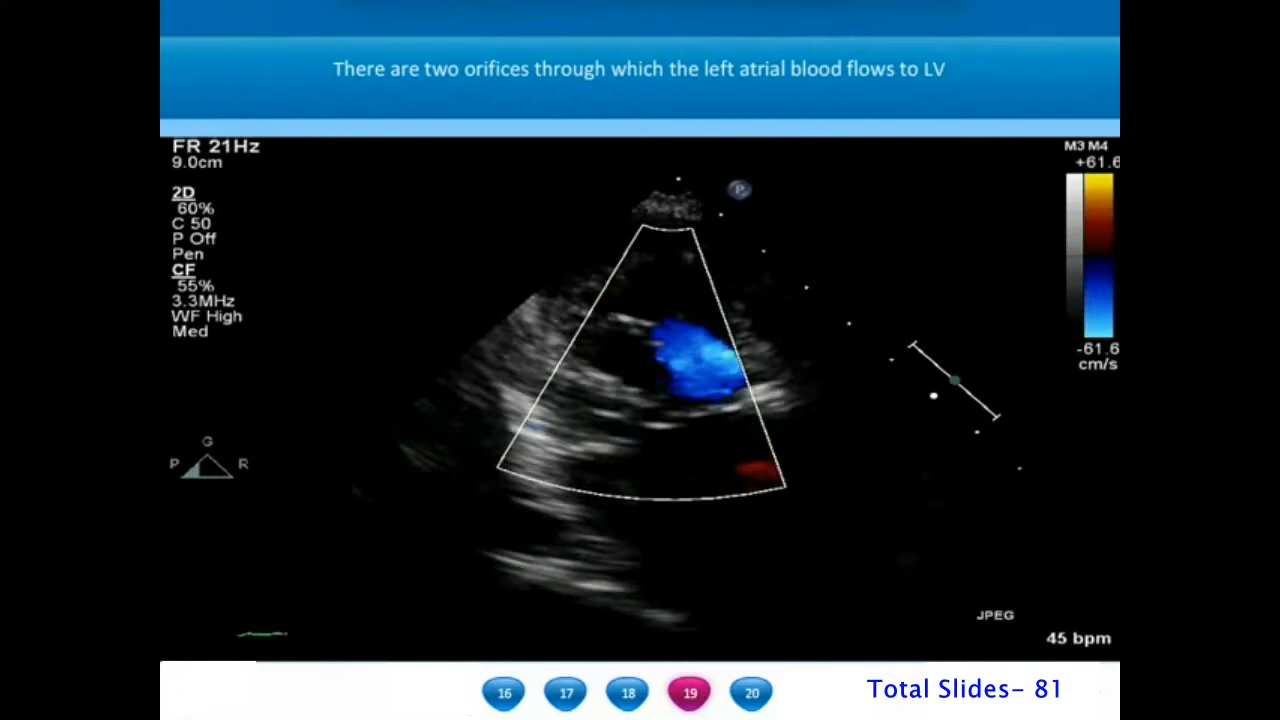 There are two orifices through which the left atrial blood flows to LV
FR 21Hz
9.0cm
2D
60%
C 50
P Off
Pen
CF
55%
3.3MHz
WF High
Med
P
M3 M4
+61.6
-61.6
cm/s
G
P R
JPEG
45 bpm
16 17 18 19 20
Total Slides- 81